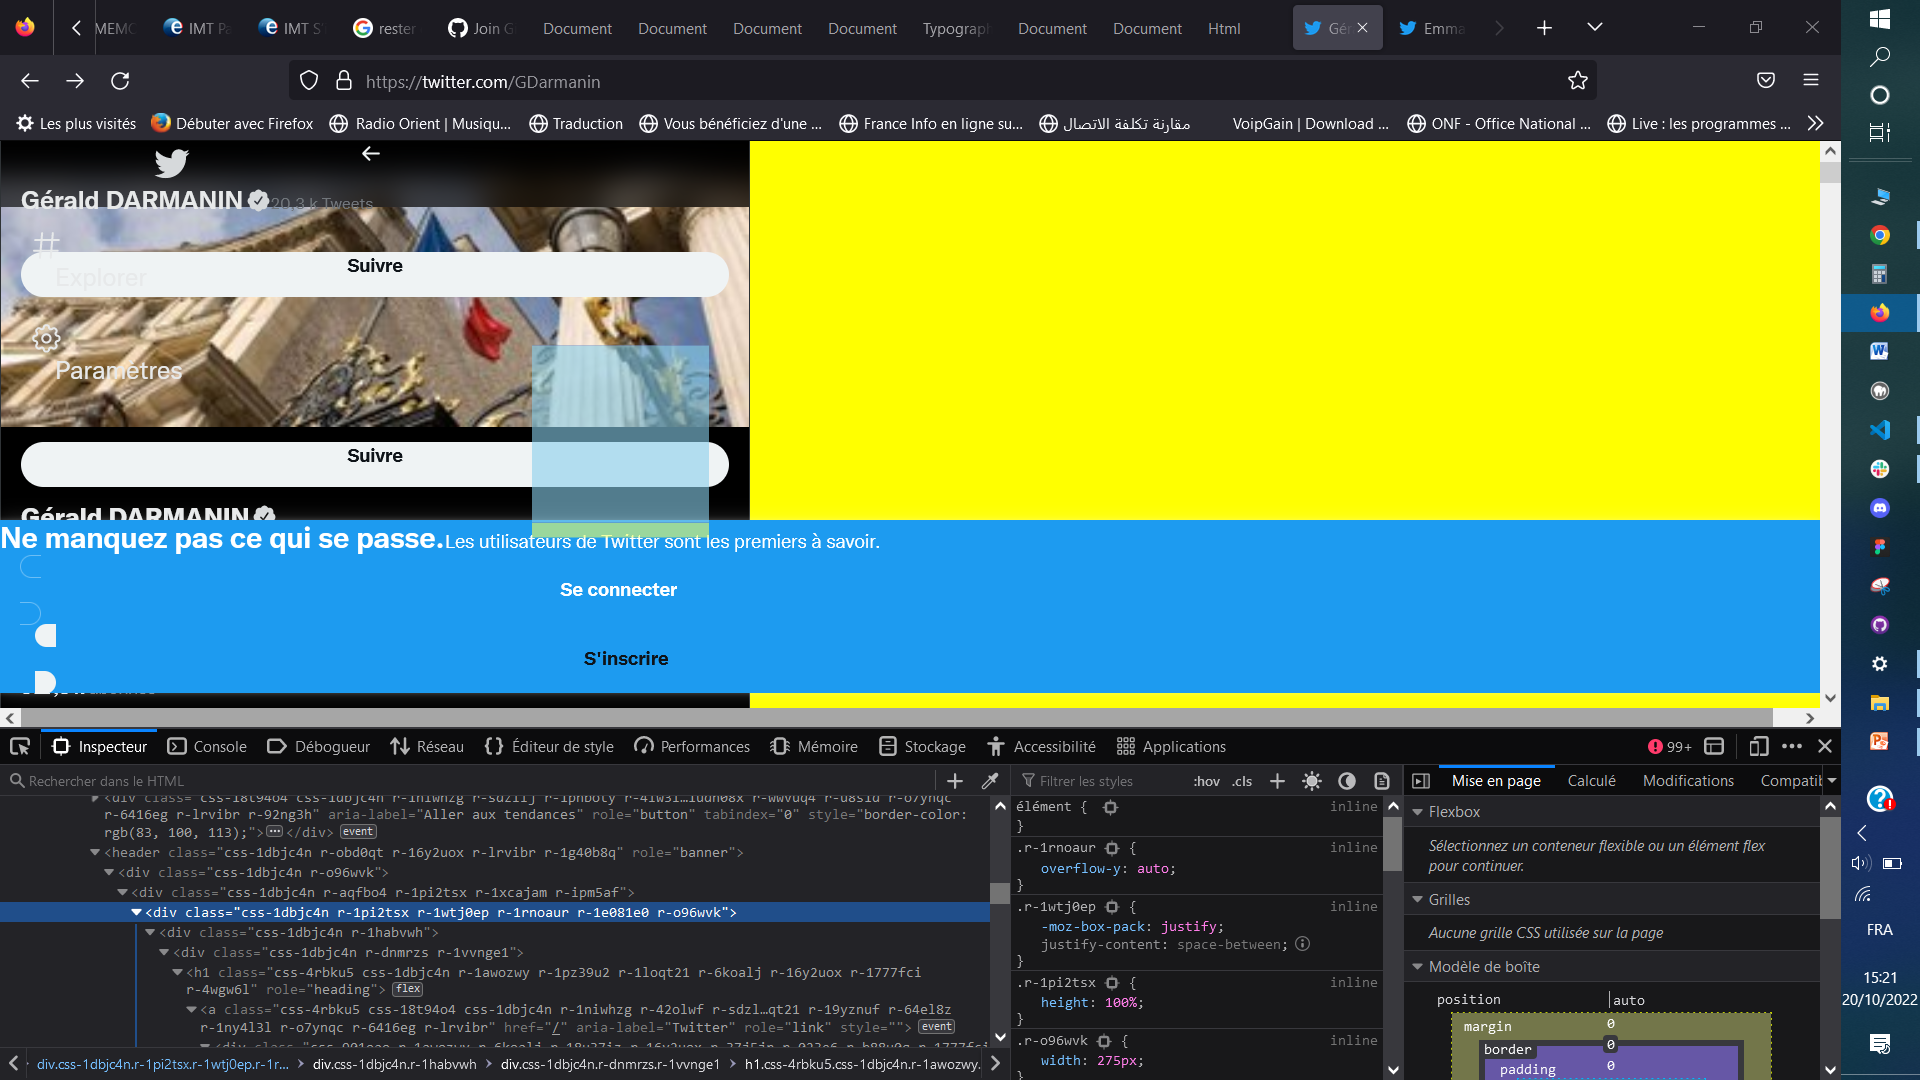 IMT
IMT
rester
Join
Document
Document
Document
Document
Document
Document
Html
Emma
https://twitter.com/GDarmanin
Les plus visités
Débuter avec Firefox
Radio Orient | Musiqu...
Traduction
Vous bénéficiez d'une ...
France Info en ligne su...
مقارنة تكلفة الاتصال
VoipGain | Download ...
ONF - Office National ...
Live : les programmes ...
Gérald DARMANIN
20,3 k Tweets
Suivre
Explorer
Paramètres
Suivre
Gérald DARMANIN
Ne manquez pas ce qui se passe. Les utilisateurs de Twitter sont les premiers à savoir.
Se connecter
S'inscrire
Inspecteur
Console
Débogueur
Réseau
Éditeur de style
Performances
Mémoire
Stockage
Accessibilité
Applications
99+
Rechercher dans le HTML
r-6416eg r-lrvibr r-92ng3h" aria-label="Aller aux tendances" role="button" tabindex="0" style="border-color:
rgb(83, 100, 113);"> </div> event
<header class="css-1dbjc4n r-obd0qt r-16y2uox r-lrvibr r-1g40b8q" role="banner">
<div class="css-1dbjc4n r-o96wvk">
<div class="css-1dbjc4n r-aqfbo4 r-1pi2tsx r-1xcajam r-ipm5af">
<div class="css-1dbjc4n r-1pi2tsx r-1wtj0ep r-1rnoaur r-1e081e0 r-o96wvk">
<div class="css-1dbjc4n r-1habvwh">
<div class="css-1dbjc4n r-dnmrzs r-1vvnge1">
<h1 class="css-4rbku5 css-1dbjc4n r-1awozwy r-1pz39u2 r-1loqt21 r-6koalj r-16y2uox r-1777fci
r-4wgw6l" role="heading"> flex
<a class="css-4rbku5 css-18t94o4 css-1dbjc4n r-1niwhzg r-42olwf r-sdzl…qt21 r-19yznuf r-64el8z
r-1ny4l3l r-o7ynqc r-6416eg r-lrvibr" href="/" aria-label="Twitter" role="link" style=""> event
div.css-1dbjc4n.r-1pi2tsx.r-1wtj0ep.r-1r...
div.css-1dbjc4n.r-1habvwh
div.css-1dbjc4n.r-dnmrzs.r-1vvnge1
h1.css-4rbku5.css-1dbjc4n.r-1awozwy.
Filtrer les styles
:hov .cls
élément { inline
}
.r-1rnoaur { inline
overflow-y: auto;
}
.r-1wtj0ep { inline
-moz-box-pack: justify;
justify-content: space-between;
}
.r-1pi2tsx { inline
height: 100%;
}
.r-o96wvk { inline
width: 275px;
}
Mise en page
Calculé
Modifications
Flexbox
Sélectionnez un conteneur flexible ou un élément flex
pour continuer.
Grilles
Aucune grille CSS utilisée sur la page
Modèle de boîte
position
auto
margin 0
border 0
padding 0
FRA
15:21
20/10/2022